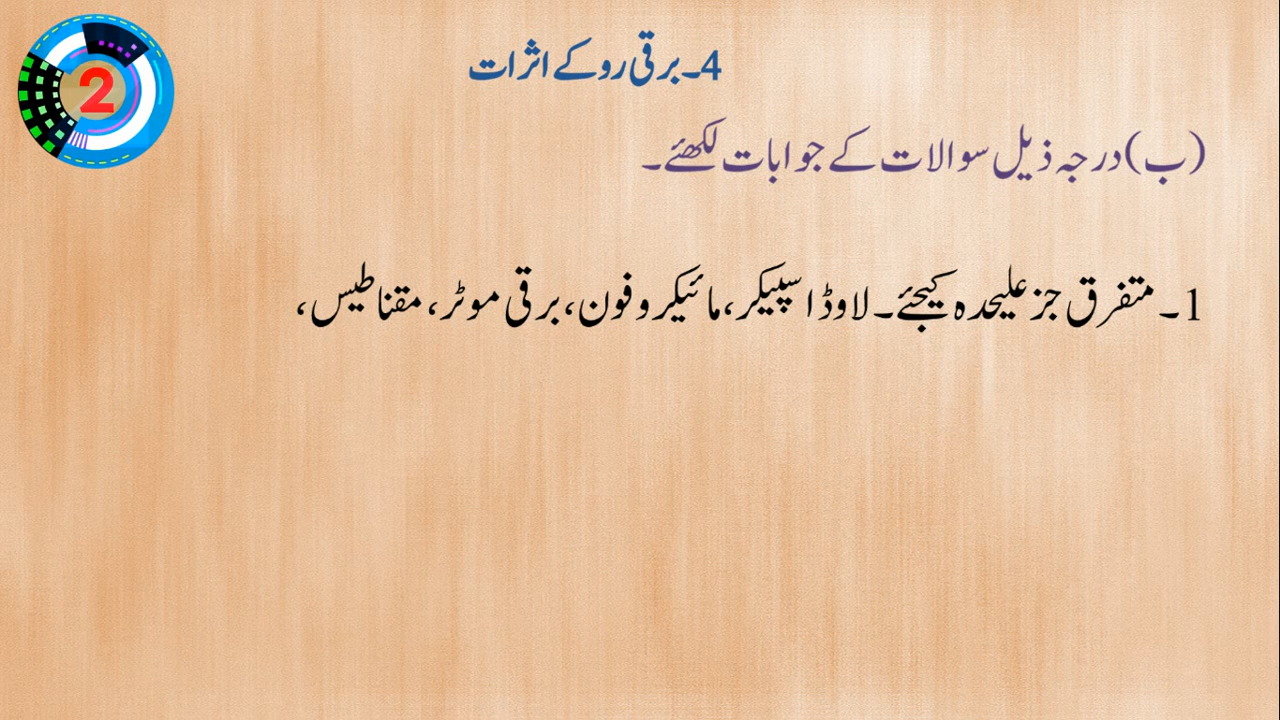 2
4۔برقی رو کے اثرات
(ب) درجہ ذیل سوالات کے جوابات لکھئے۔
1۔ متفرق جز علیحدہ کیجئے۔ لاوڈ اسپیکر، مائیکروفون، برقی موٹر، مقناطیس،